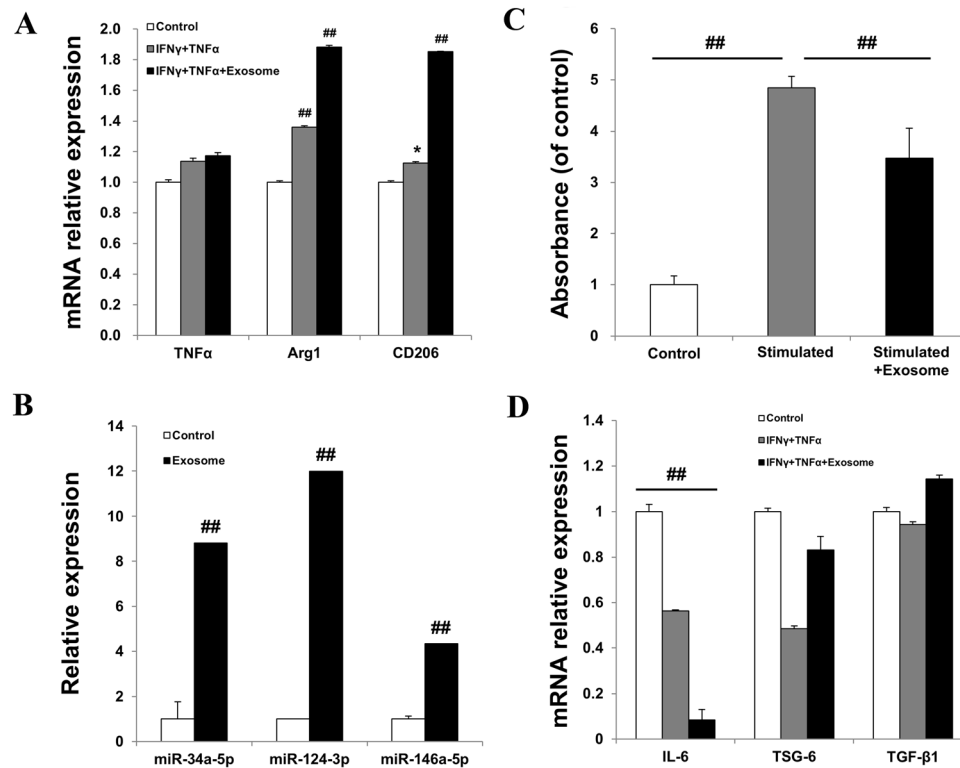 A
mRNA relative expression
2.0
1.8
1.6
1.4
1.2
1.0
0.8
0.6
0.4
0.2
0.0
Control
IFNγ+TNFα
IFNγ+TNFα+Exosome
##
##
*
##
TNFα Arg1 CD206
C
Absorbance (of control)
6
5
4
3
2
1
0
## ##
Control Stimulated Stimulated
+Exosome
B
Relative expression
14
12
10
8
6
4
2
0
Control
Exosome
##
##
##
miR-34a-5p miR-124-3p miR-146a-5p
D
mRNA relative expression
1.4
1.2
1
0.8
0.6
0.4
0.2
0
Control
IFNγ+TNFα
IFNγ+TNFα+Exosome
##
IL-6 TSG-6 TGF-β1